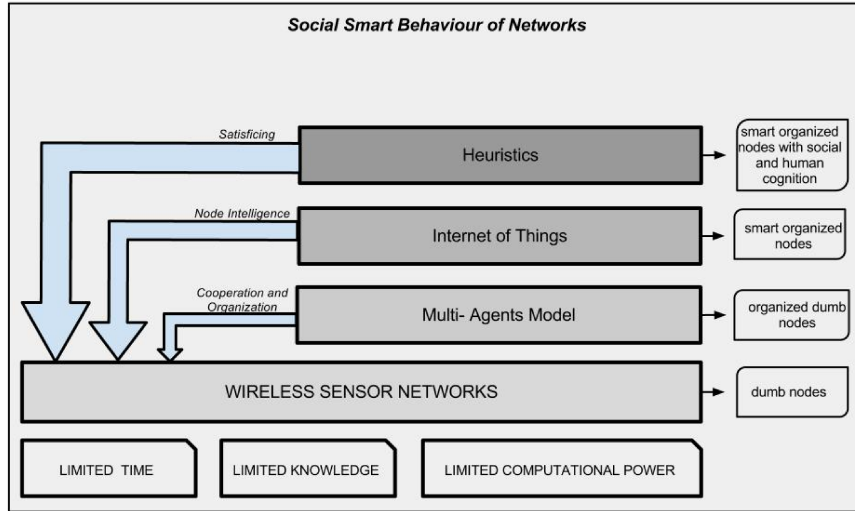 Social Smart Behaviour of Networks
Satisficing
Heuristics
smart organized
nodes with social
and human
cognition
Node Intelligence
Internet of Things
smart organized
nodes
Cooperation and
Organization
Multi- Agents Model
organized dumb
nodes
WIRELESS SENSOR NETWORKS
dumb nodes
LIMITED TIME
LIMITED KNOWLEDGE
LIMITED COMPUTATIONAL POWER